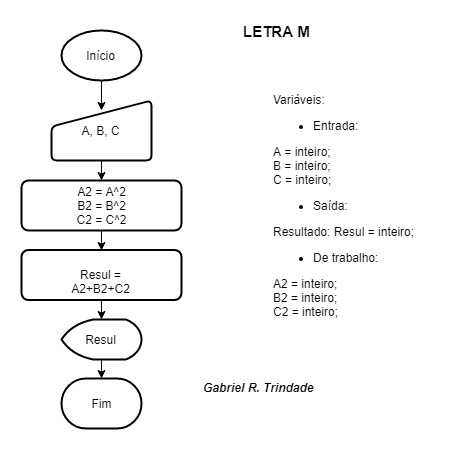 LETRA M
Início
A, B, C
A2 = A^2
B2 = B^2
C2 = C^2
Resul =
A2+B2+C2
Resul
Fim
Variáveis:
• Entrada:
A = inteiro;
B = inteiro;
C = inteiro;
• Saída:
Resultado: Resul = inteiro;
• De trabalho:
A2 = inteiro;
B2 = inteiro;
C2 = inteiro;
Gabriel R. Trindade